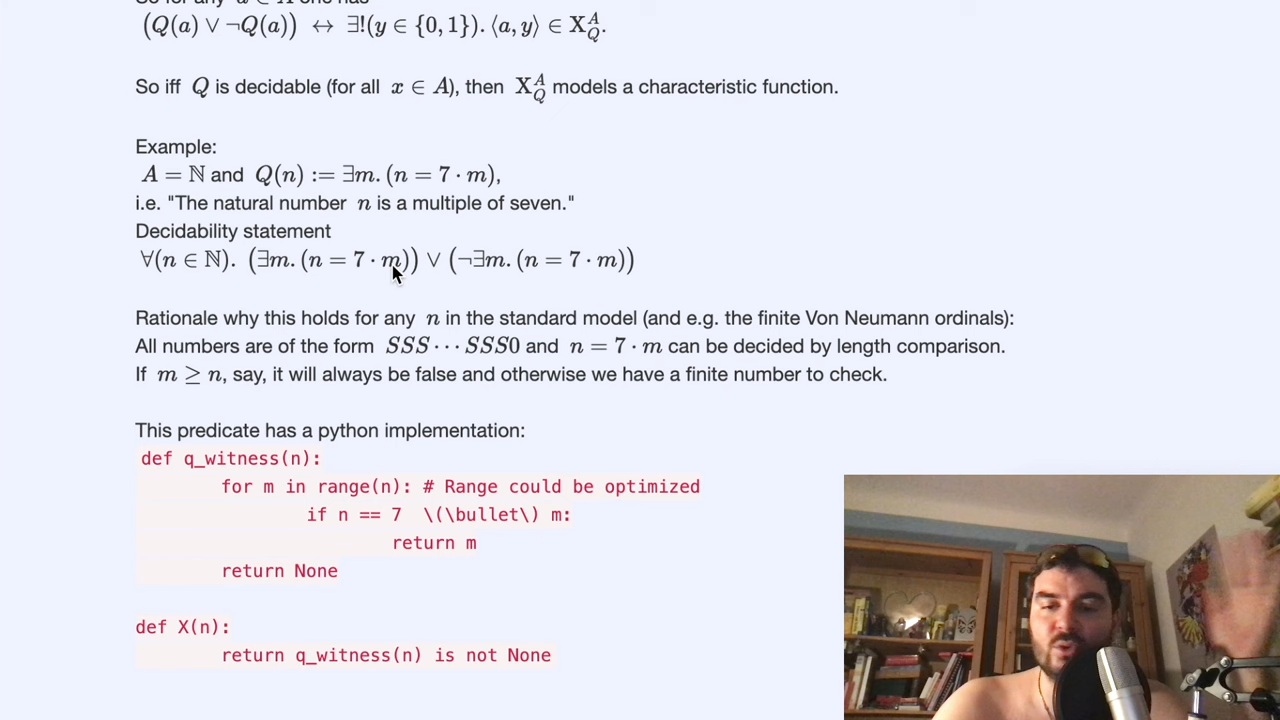 So for any a ∈ A one has
(Q(a) ∨ ¬Q(a)) ↔ ∃!(y ∈ {0, 1}). ⟨a, y⟩ ∈ X_Q^A.
So iff Q is decidable (for all x ∈ A), then X_Q^A models a characteristic function.
Example:
A = ℕ and Q(n) := ∃m. (n = 7 · m),
i.e. "The natural number n is a multiple of seven."
Decidability statement
∀(n ∈ ℕ). (∃m. (n = 7 · m)) ∨ (¬∃m. (n = 7 · m))
Rationale why this holds for any n in the standard model (and e.g. the finite Von Neumann ordinals):
All numbers are of the form SSS ⋯ SSS0 and n = 7 · m can be decided by length comparison.
If m ≥ n, say, it will always be false and otherwise we have a finite number to check.
This predicate has a python implementation:
def q_witness(n):
for m in range(n): # Range could be optimized
if n == 7 \(\bullet\) m:
return m
return None
def X(n):
return q_witness(n) is not None